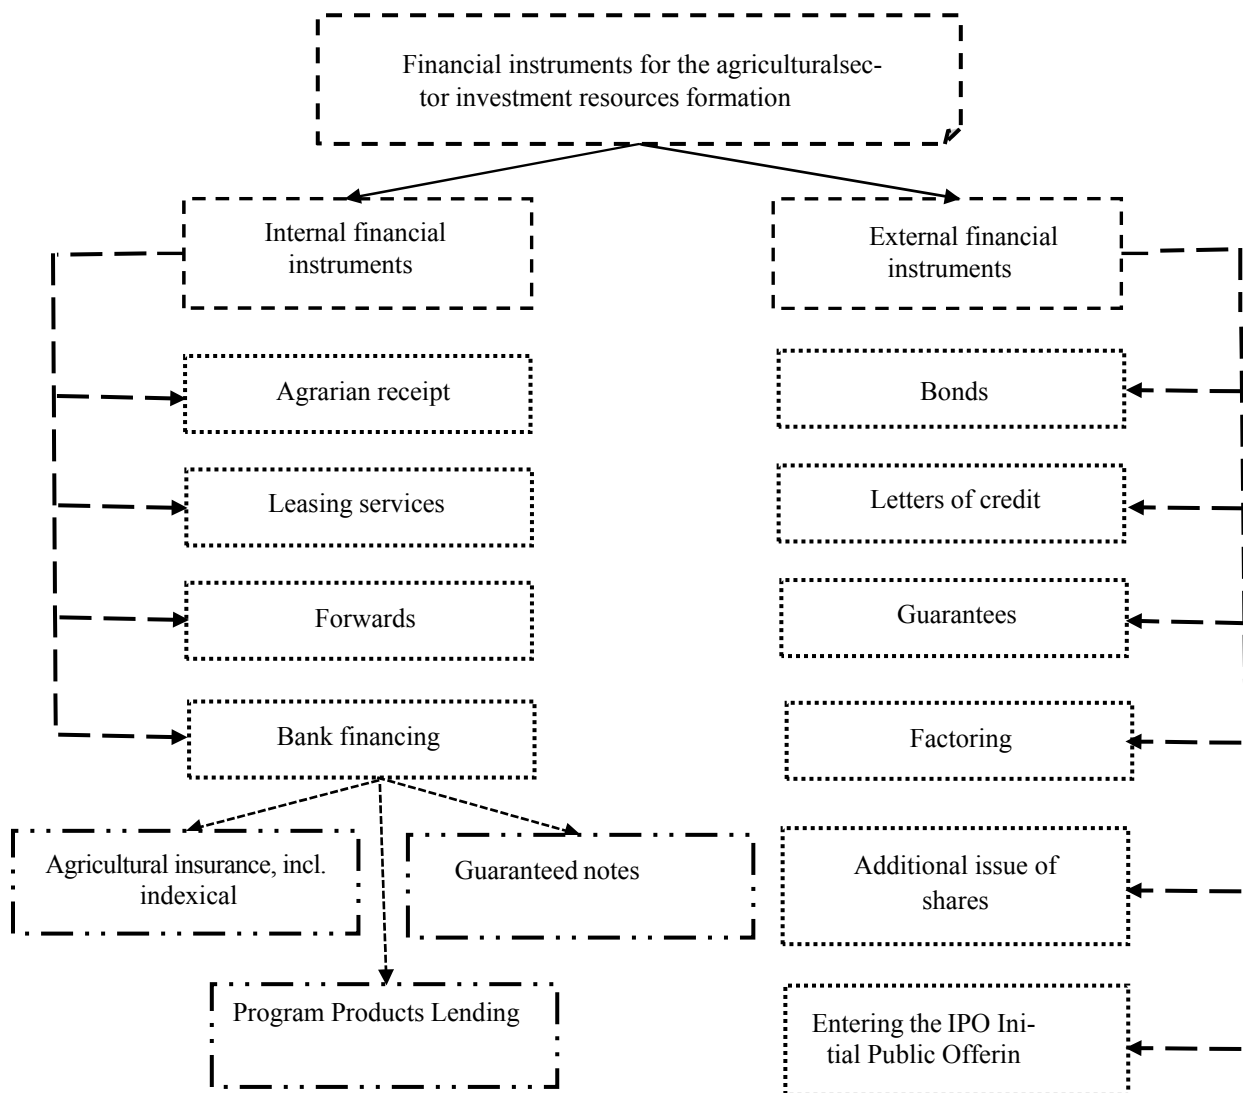 Financial instruments for the agriculturalsec-
tor investment resources formation
Internal financial
instruments
External financial
instruments
Agrarian receipt
Bonds
Leasing services
Letters of credit
Forwards
Guarantees
Bank financing
Factoring
Agricultural insurance, incl.
indexical
Guaranteed notes
Additional issue of
shares
Program Products Lending
Entering the IPO Ini-
tial Public Offerin